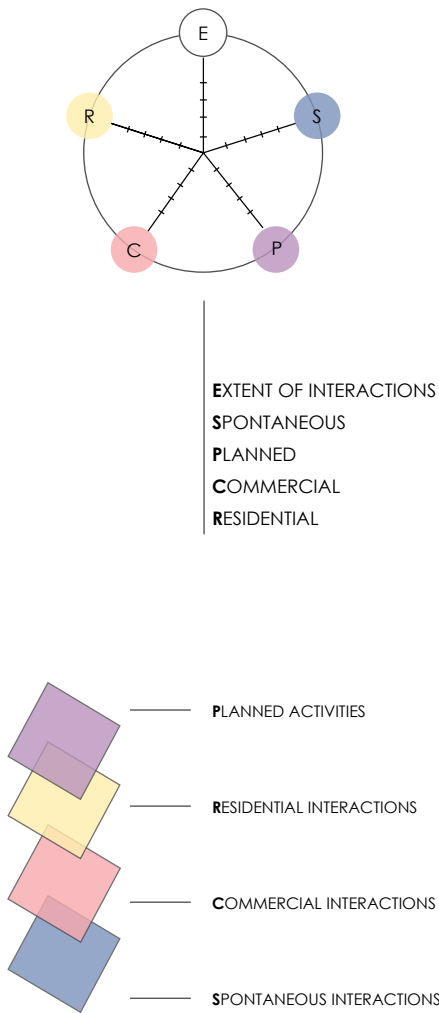 E
R
S
C
P
EXTENT OF INTERACTIONS
SPONTANEOUS
PLANNED
COMMERCIAL
RESIDENTIAL
PLANNED ACTIVITIES
RESIDENTIAL INTERACTIONS
COMMERCIAL INTERACTIONS
SPONTANEOUS INTERACTIONS